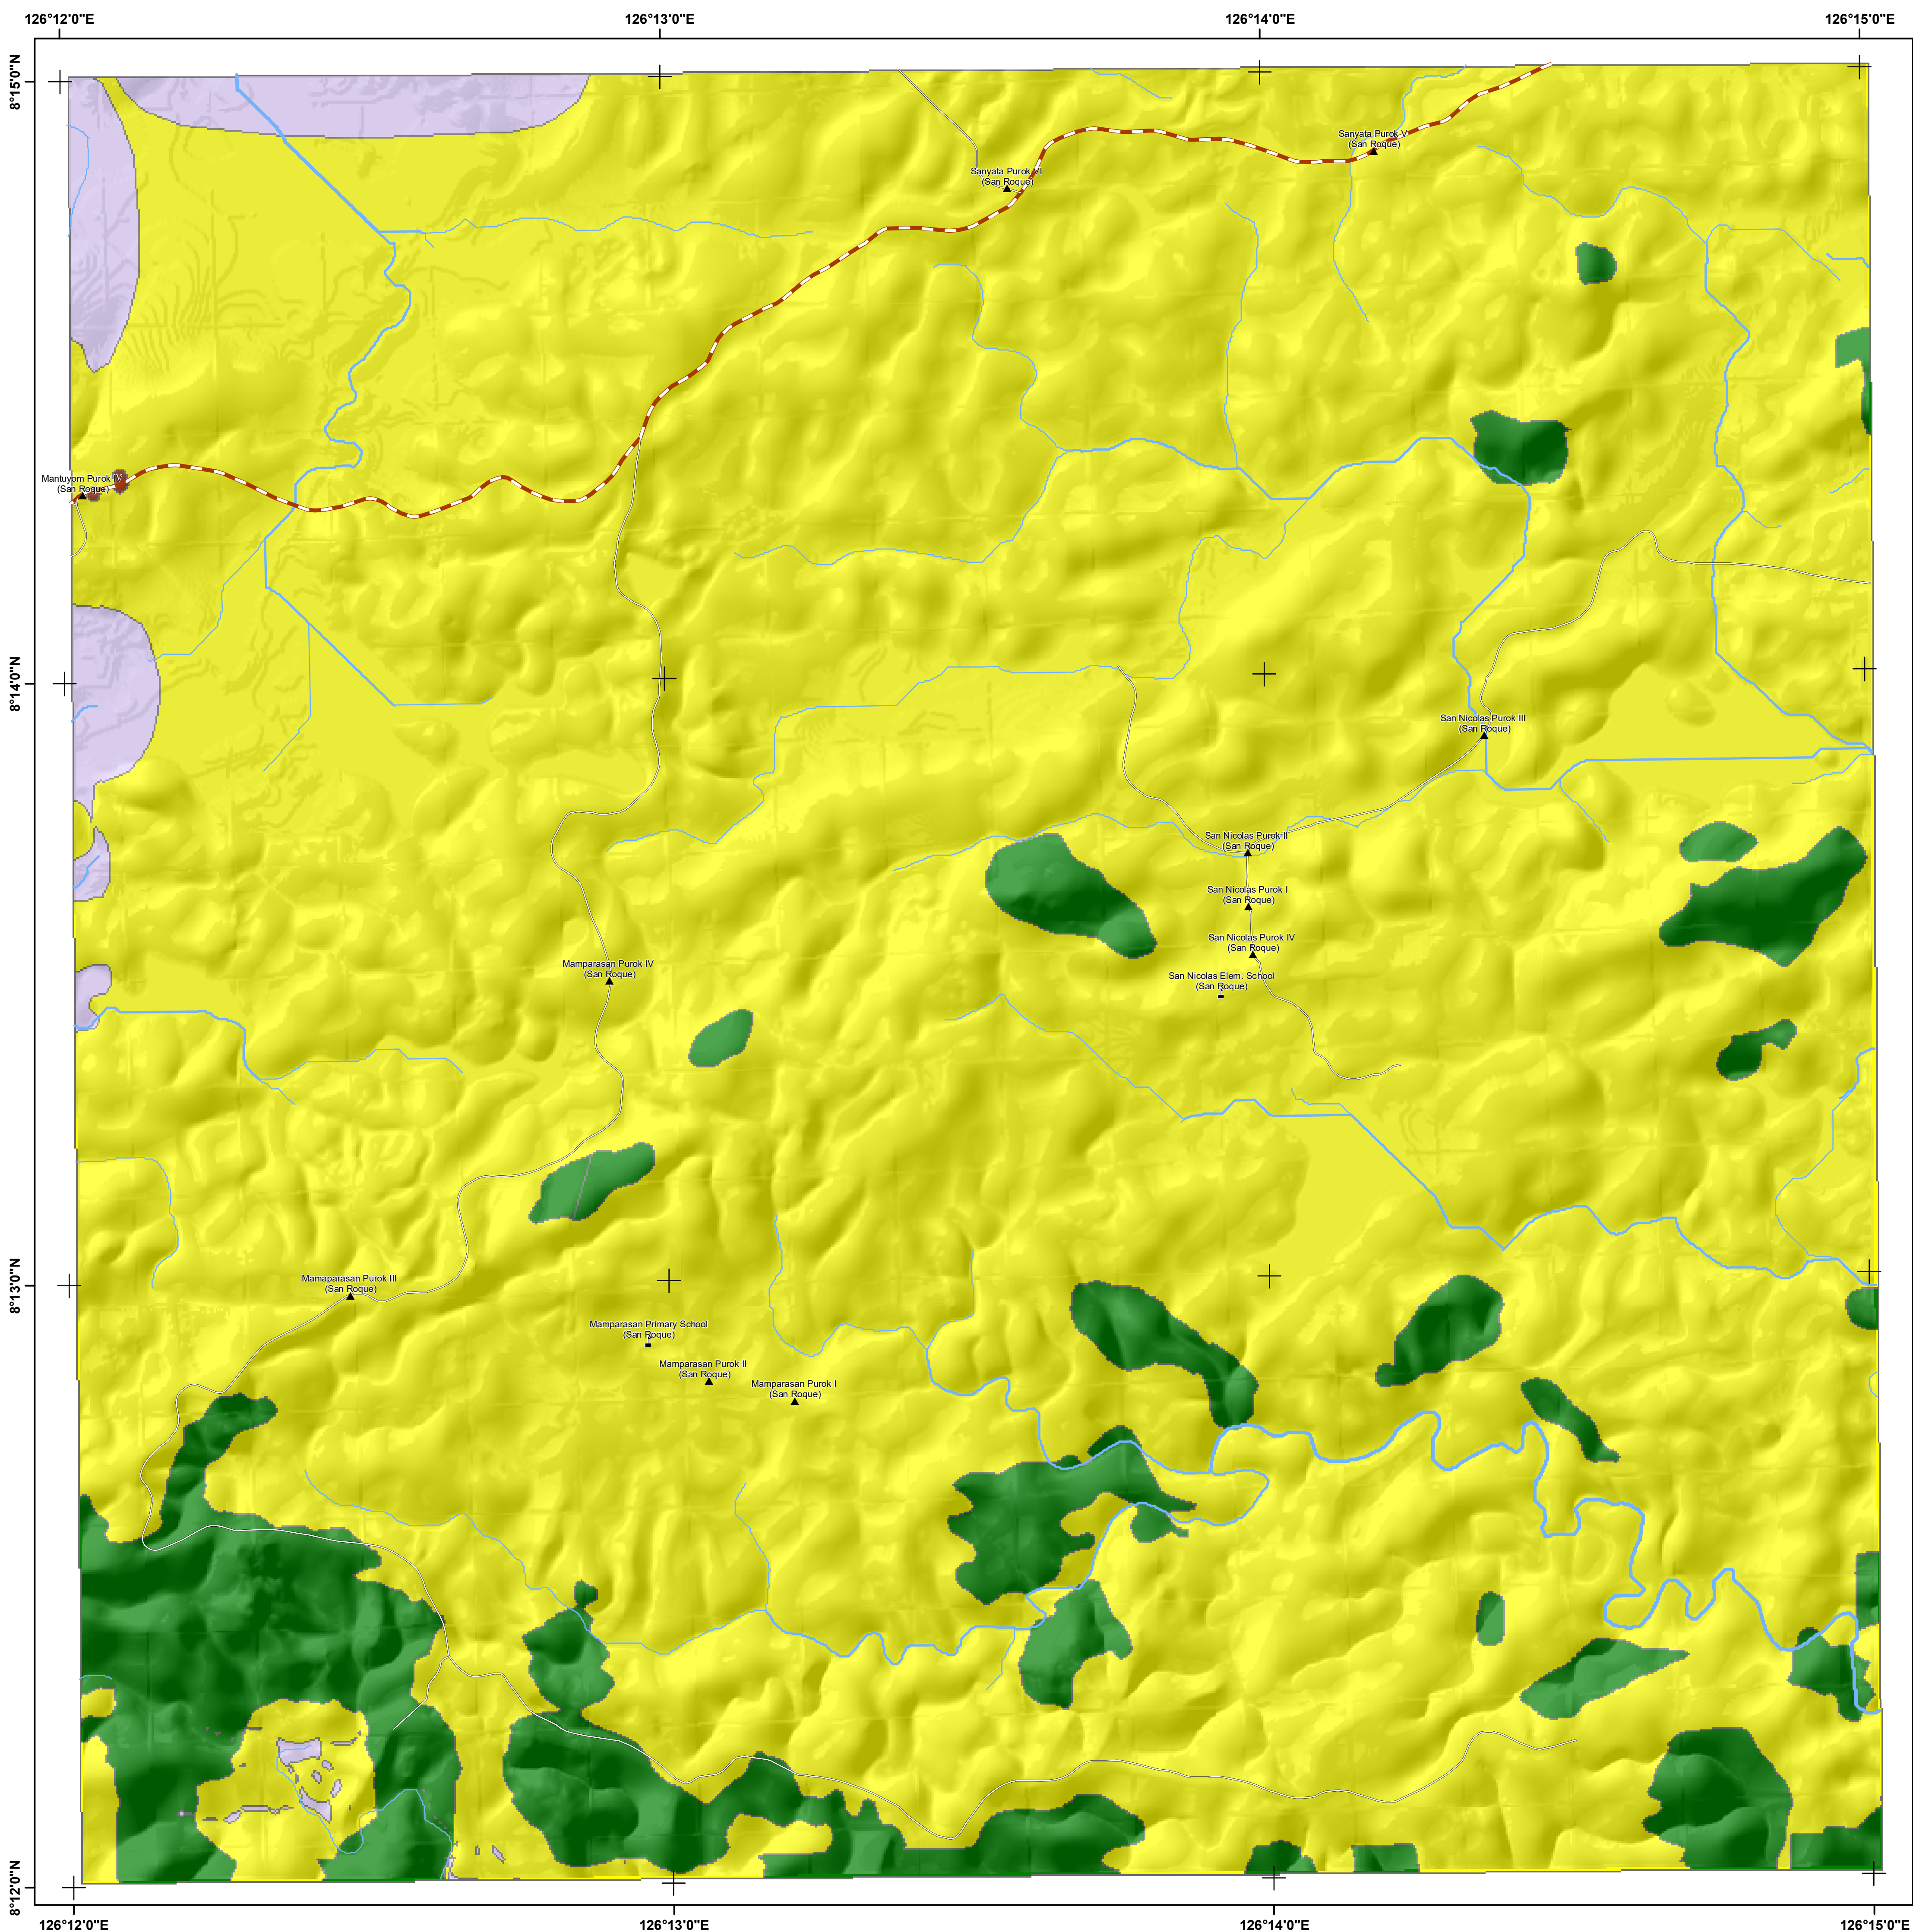 126°12'0"E 126°13'0"E 126°14'0"E 126°15'0"E
8°15'0"N
Sanyata Purok V
(San Roque)
Sanyata Purok VI
(San Roque)
Mantuyom Purok IV
(San Roque)
8°14'0"N
San Nicolas Purok III
(San Roque)
San Nicolas Purok II
(San Roque)
San Nicolas Purok I
(San Roque)
San Nicolas Purok IV
(San Roque)
Mamparasan Purok IV
(San Roque)
San Nicolas Elem. School
(San Roque)
8°13'0"N
Mamaparasan Purok III
(San Roque)
Mamparasan Primary School
(San Roque)
Mamparasan Purok II
(San Roque)
Mamparasan Purok I
(San Roque)
8°12'0"N
126°12'0"E 126°13'0"E 126°14'0"E 126°15'0"E